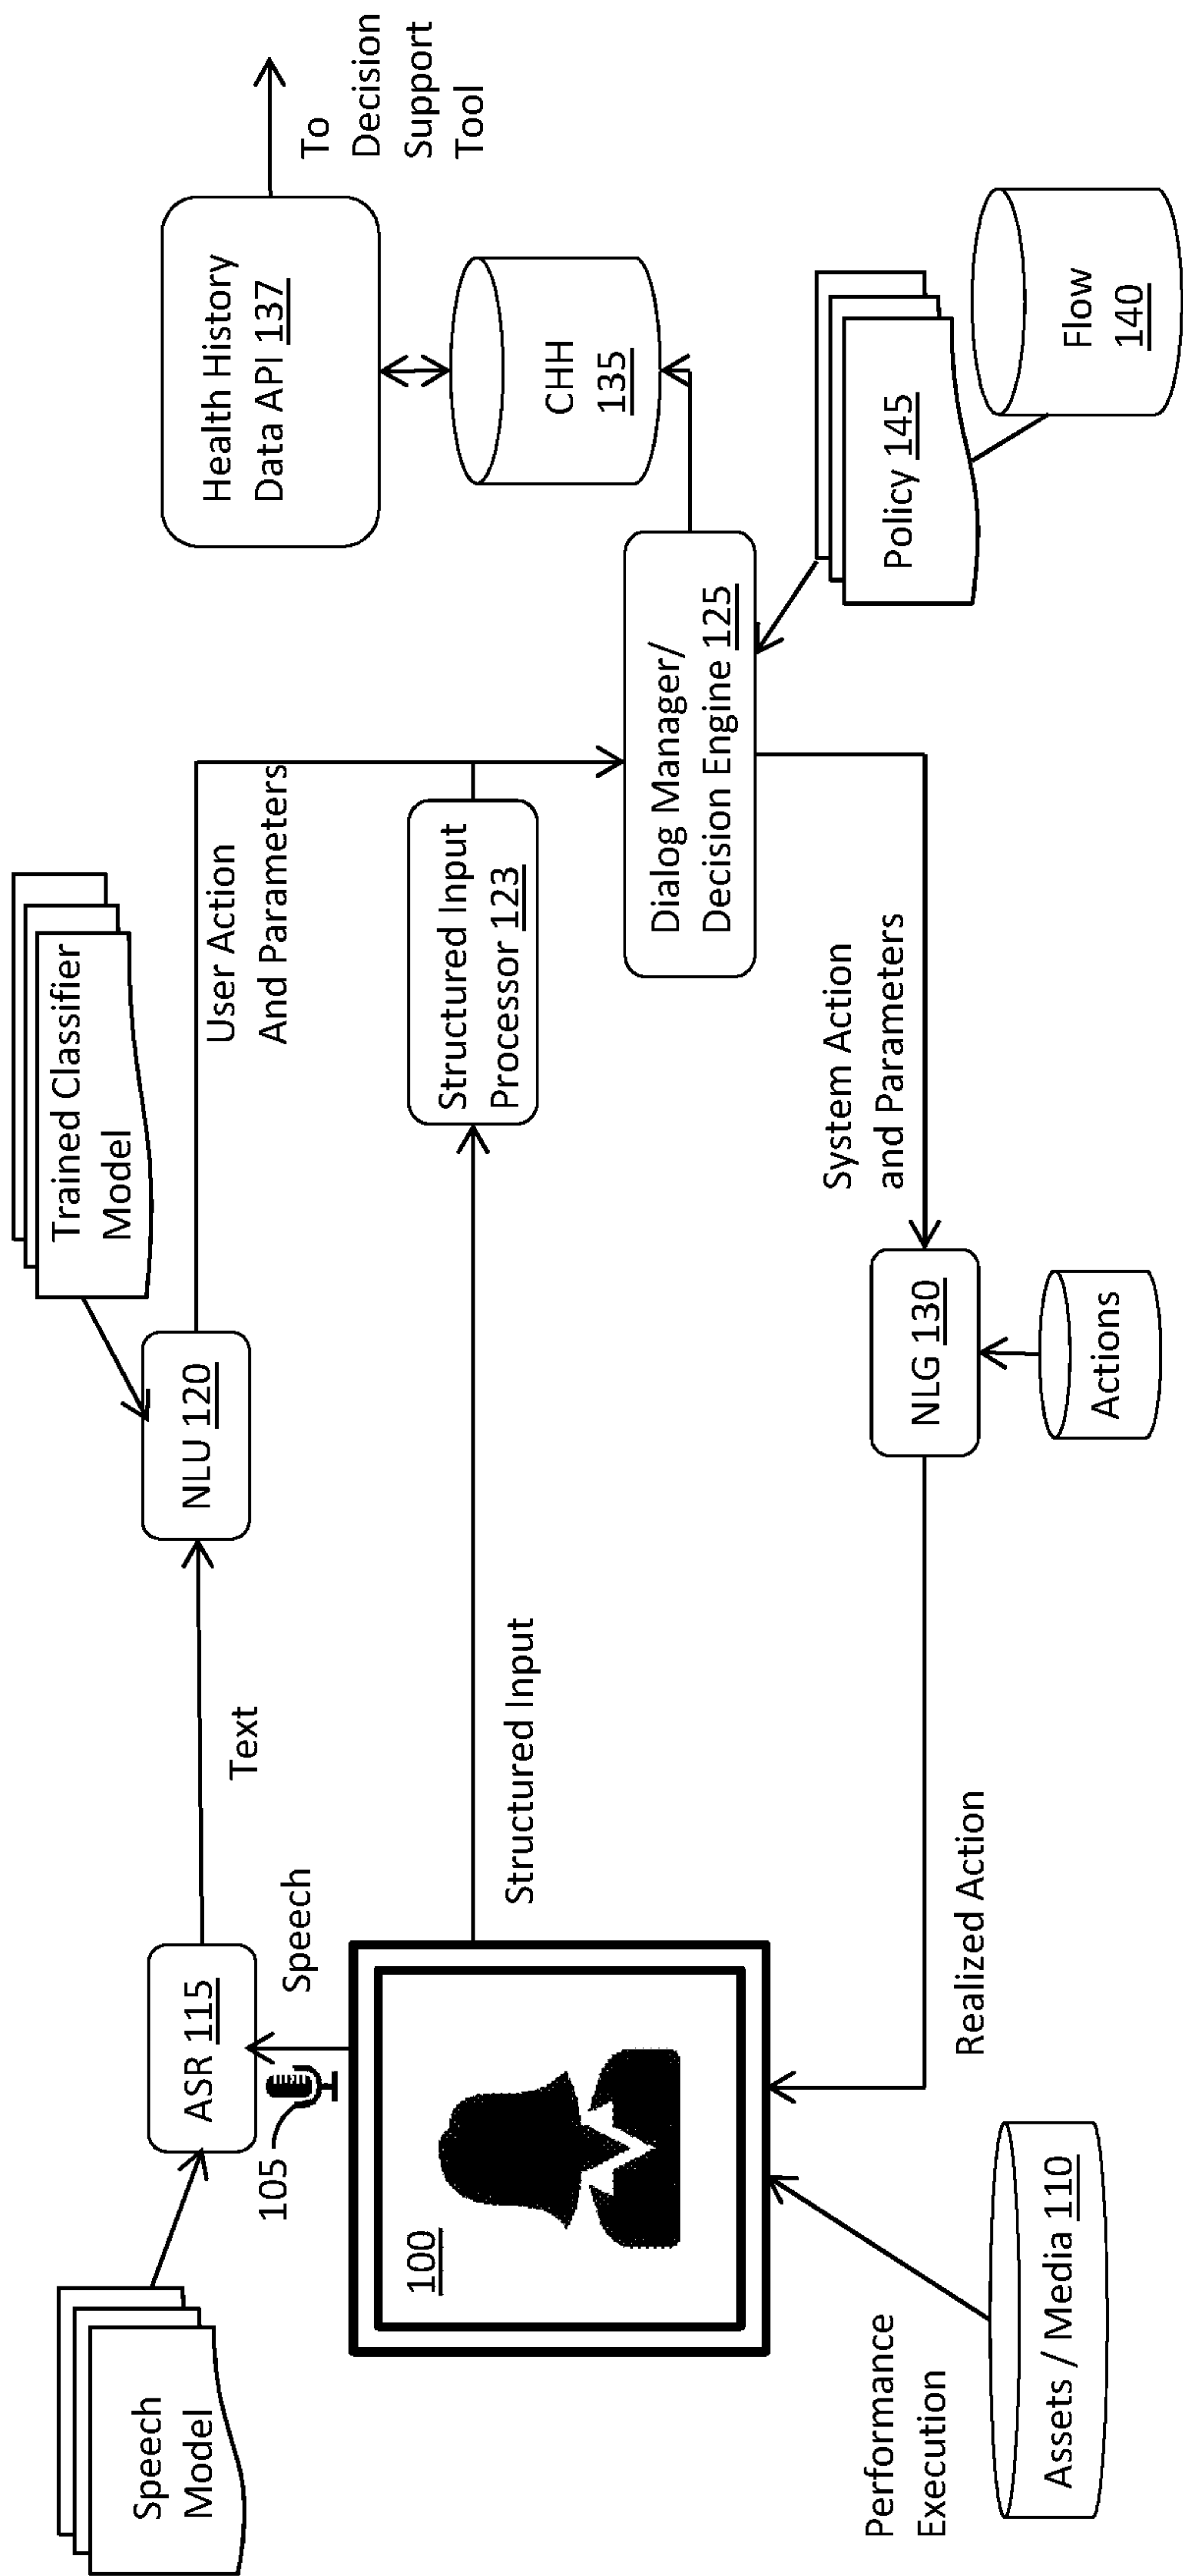 Speech
Model
ASR 115
105
Speech
Text
NLU 120
Trained Classifier
Model
User Action
And Parameters
Health History
Data API 137
To
Decision
Support
Tool
100
Structured Input
Structured Input
Processor 123
CHH
135
Dialog Manager/
Decision Engine 125
Policy 145
Flow
140
System Action
and Parameters
NLG 130
Actions
Realized Action
Performance
Execution
Assets / Media 110